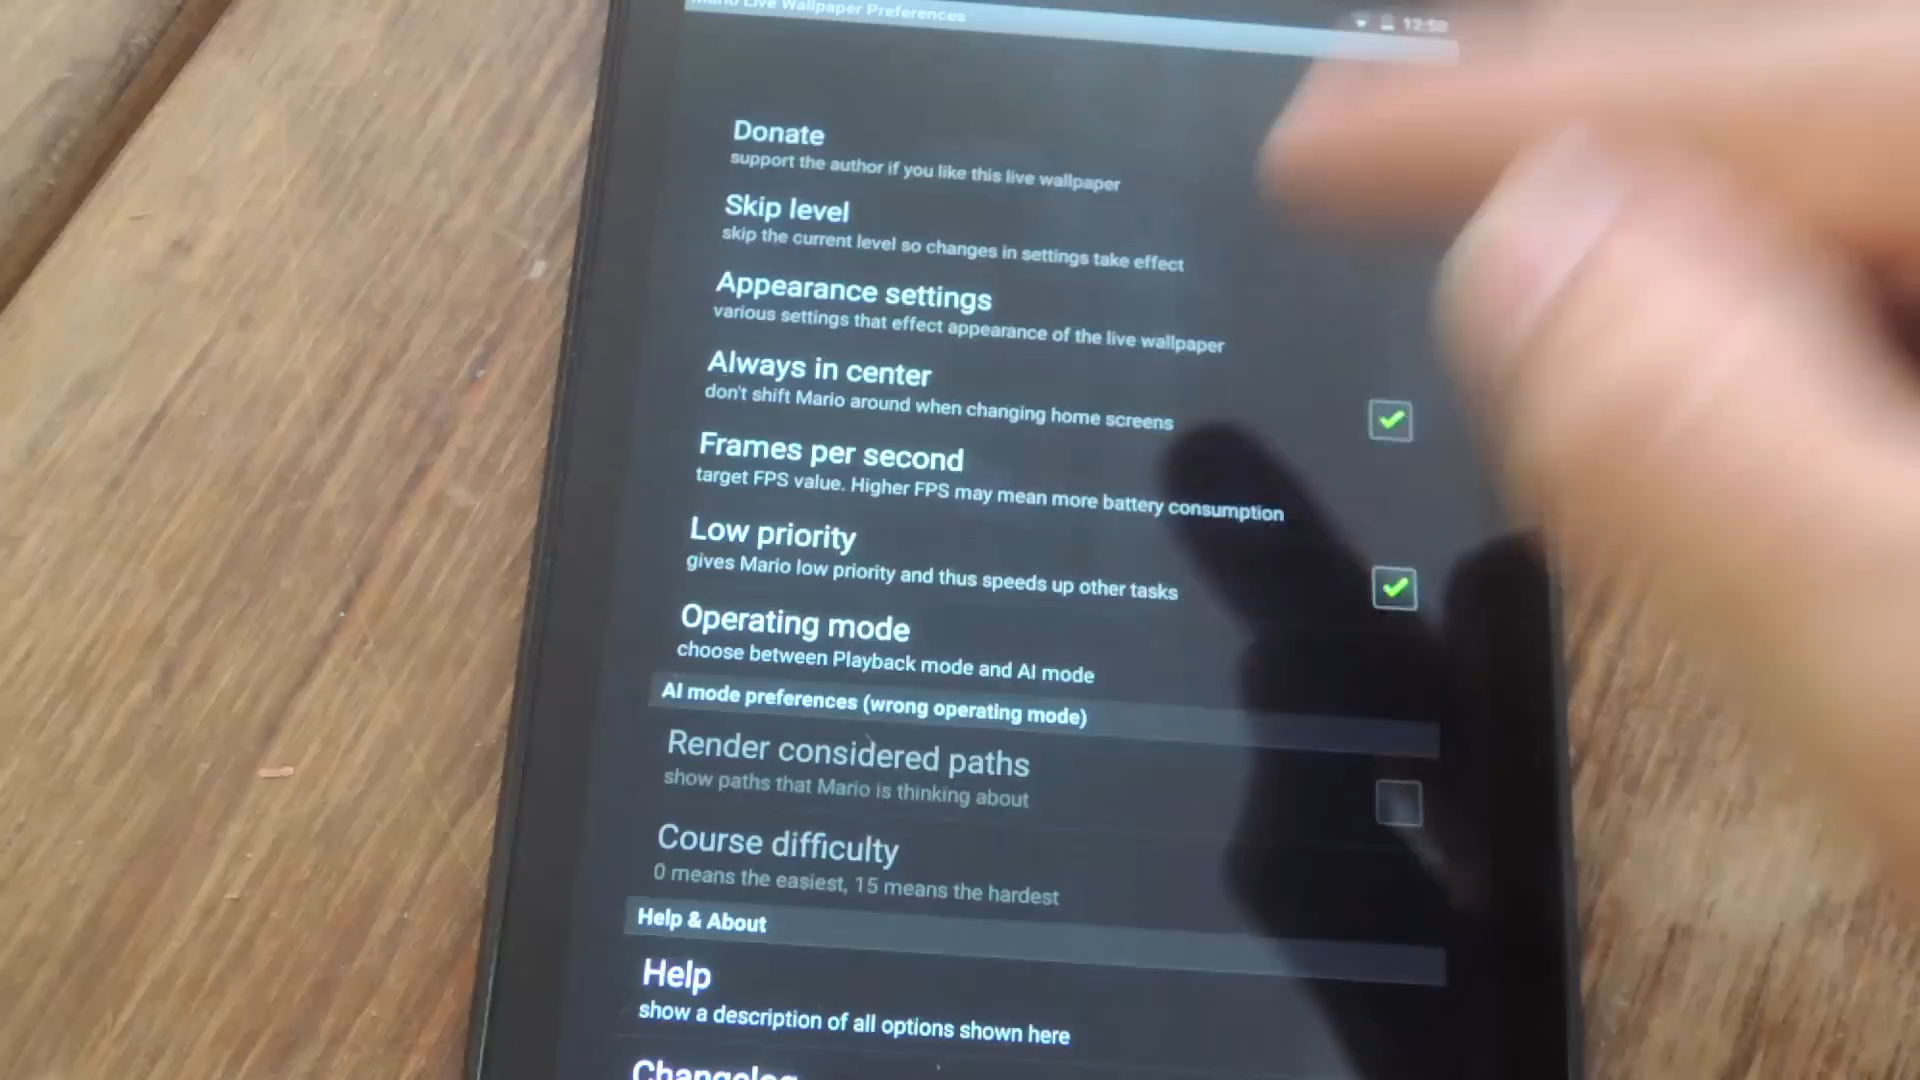 Mario Live Wallpaper Preferences
12:50
Donate
support the author if you like this live wallpaper
Skip level
skip the current level so changes in settings take effect
Appearance settings
various settings that effect appearance of the live wallpaper
Always in center
don't shift Mario around when changing home screens
Frames per second
target FPS value. Higher FPS may mean more battery consumption
Low priority
gives Mario low priority and thus speeds up other tasks
Operating mode
choose between Playback mode and AI mode
AI mode preferences (wrong operating mode)
Render considered paths
show paths that Mario is thinking about
Course difficulty
0 means the easiest, 15 means the hardest
Help & About
Help
show a description of all options shown here
Changelog